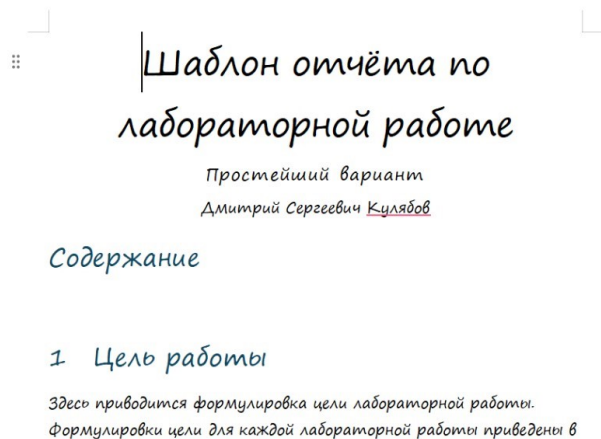 Шаблон отчёта по
лабораторной работе
Простейший вариант
Дмитрий Сергеевич Кулябов
Содержание
1 Цель работы
Здесь приводится формулировка цели лабораторной работы.
Формулировки цели для каждой лабораторной работы приведены в